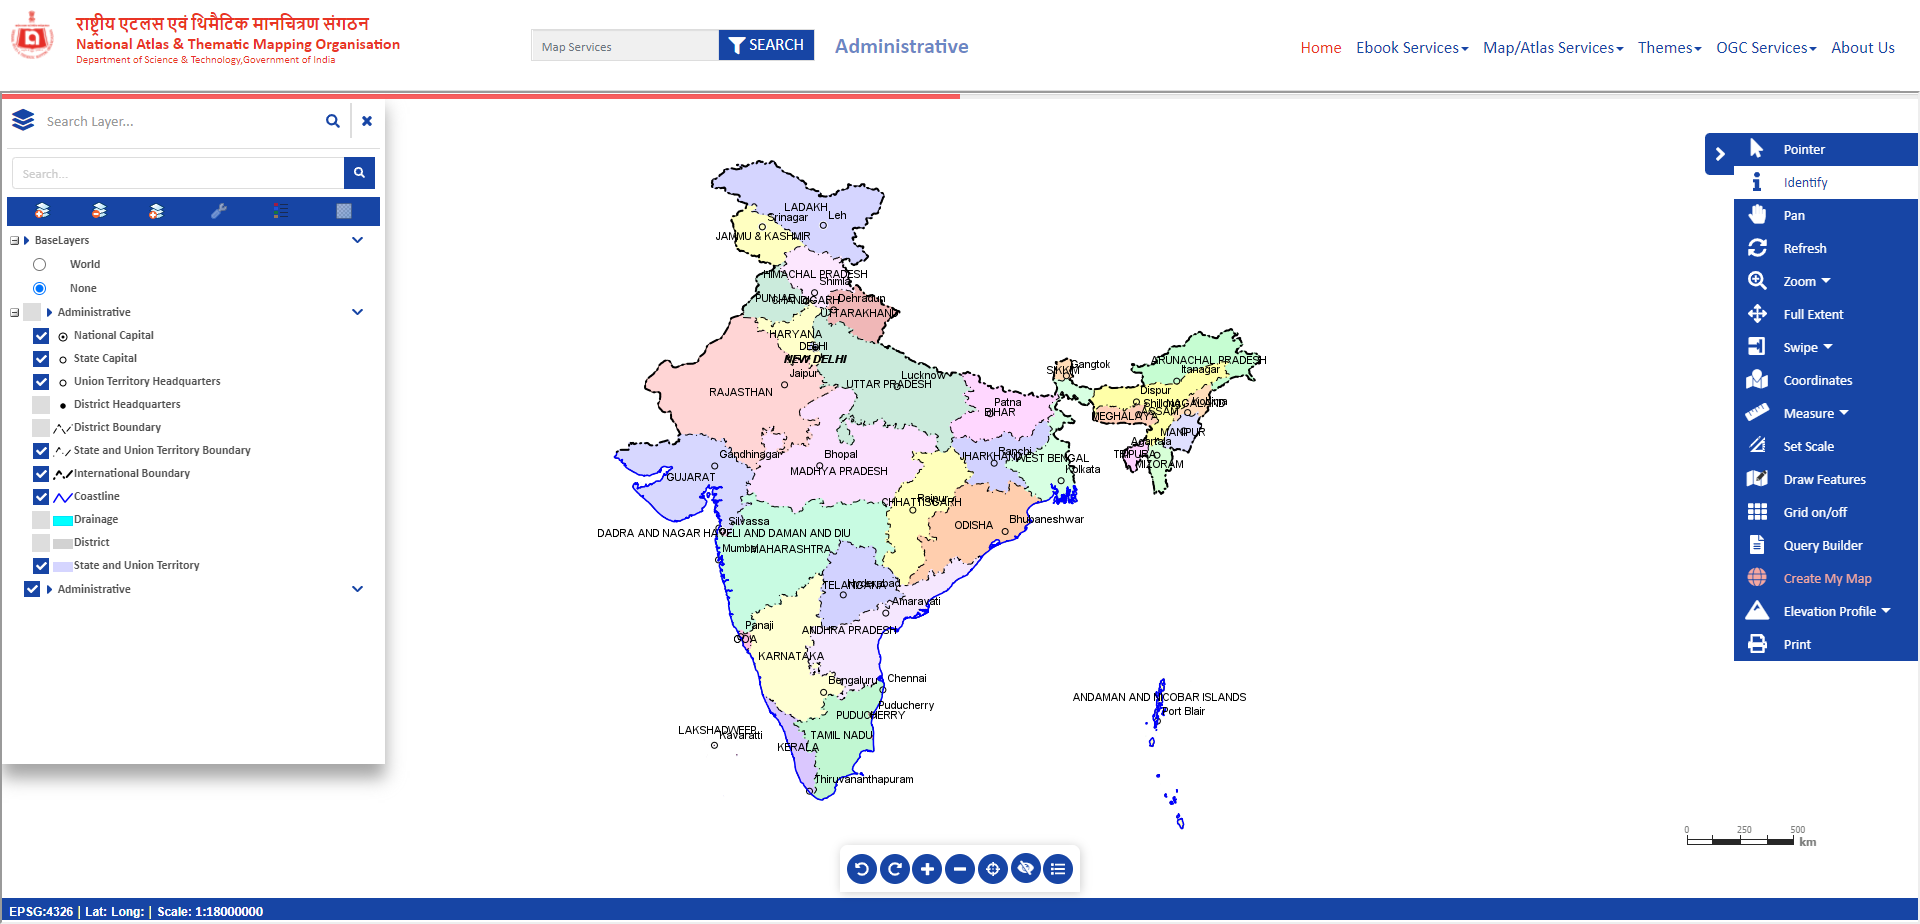 राष्ट्रीय एटलस एवं थिमैटिक मानचित्रण संगठन
National Atlas & Thematic Mapping Organisation
Department of Science & Technology,Government of India
Map Services
SEARCH
Administrative
Home
Ebook Services
Map/Atlas Services
Themes
OGC Services
About Us
Search Layer...
Search...
BaseLayers
World
None
Administrative
National Capital
State Capital
Union Territory Headquarters
District Headquarters
District Boundary
State and Union Territory Boundary
International Boundary
Coastline
Drainage
District
State and Union Territory
Administrative
LADAKH
Srinagar
Leh
JAMMU & KASHMIR
HIMACHAL PRADESH
Shimla
PUNJAB
CHANDIGARH
Dehradun
UTTARAKHAND
HARYANA
DELHI
NEW DELHI
Jaipur
Lucknow
UTTAR PRADESH
RAJASTHAN
Gangtok
SIKKIM
ARUNACHAL PRADESH
Itanagar
Dispur
Shillong
NAGALAND
Kohima
ASSAM
MEGHALAYA
Patna
BIHAR
MANIPUR
Agartala
TRIPURA
MIZORAM
Gandhinagar
Bhopal
Ranchi
JHARKHAND
WEST BENGAL
Kolkata
GUJARAT
MADHYA PRADESH
Raipur
CHHATTISGARH
Silvassa
ODISHA
Bhubaneshwar
DADRA AND NAGAR HAVELI AND DAMAN AND DIU
Mumbai
MAHARASHTRA
TELANGANA
Hyderabad
Amaravati
Panaji
GOA
ANDHRA PRADESH
KARNATAKA
Bengaluru
Chennai
Puducherry
PUDUCHERRY
LAKSHADWEEP
Kavaratti
TAMIL NADU
KERALA
Thiruvananthapuram
ANDAMAN AND NICOBAR ISLANDS
Port Blair
Pointer
Identify
Pan
Refresh
Zoom
Full Extent
Swipe
Coordinates
Measure
Set Scale
Draw Features
Grid on/off
Query Builder
Create My Map
Elevation Profile
Print
0 250 500
km
EPSG:4326 | Lat: Long: | Scale: 1:18000000